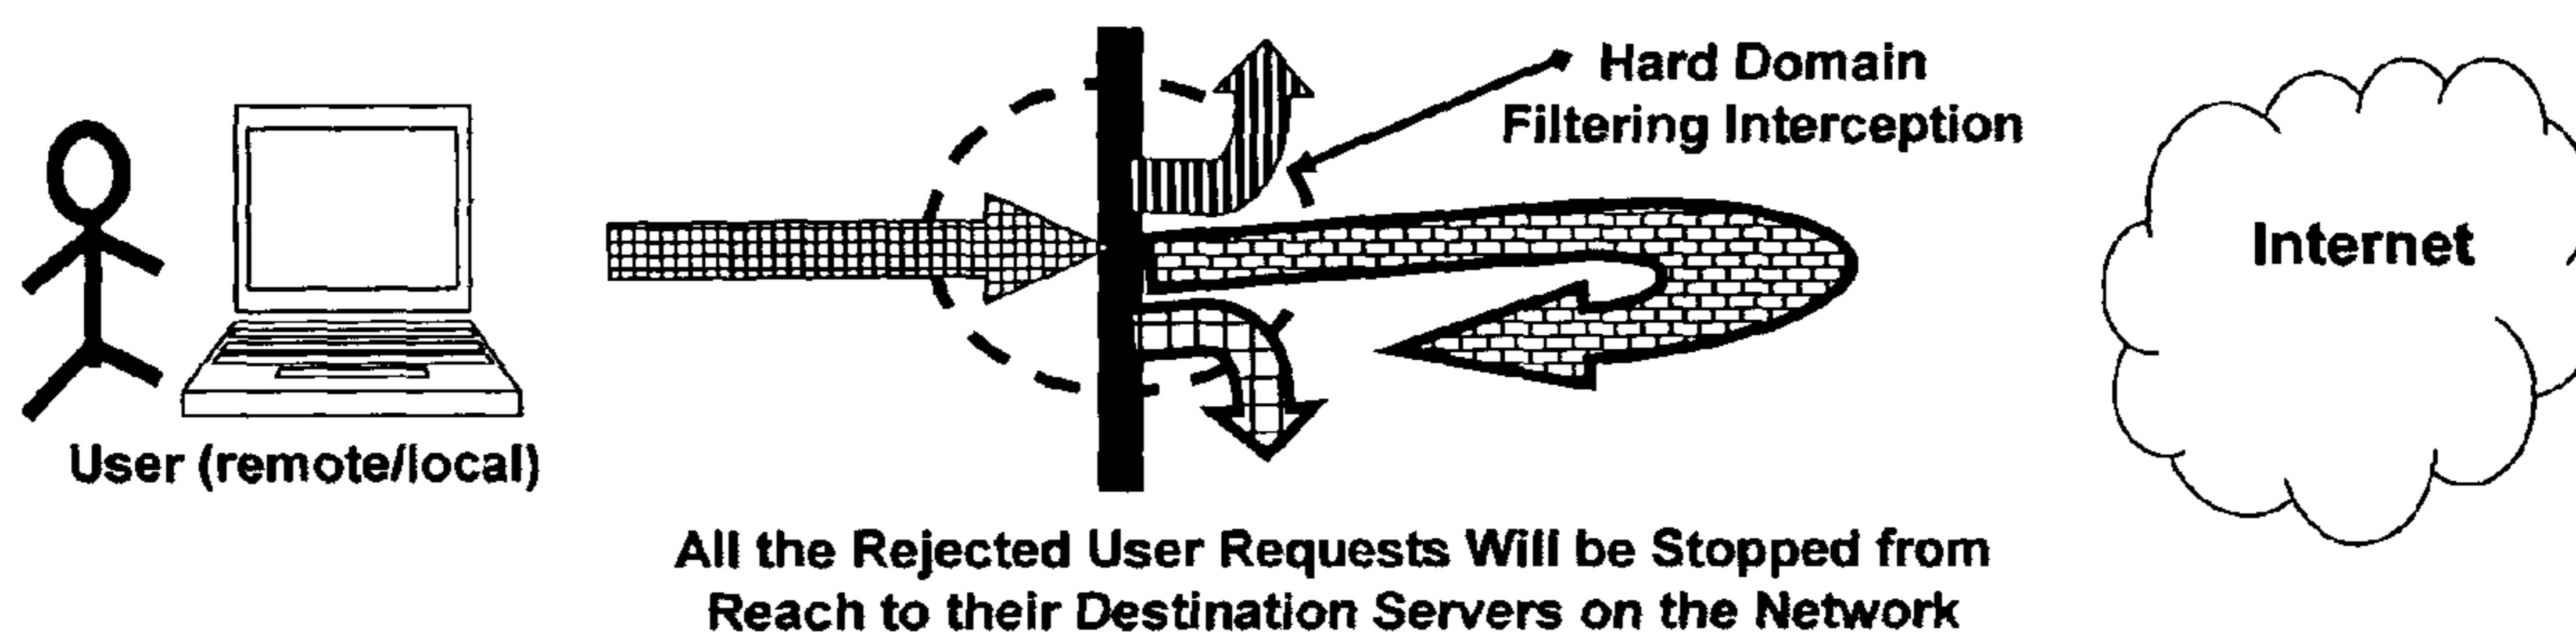 Hard Domain
Filtering Interception
Internet
User (remote/local)
All the Rejected User Requests Will be Stopped from
Reach to their Destination Servers on the Network